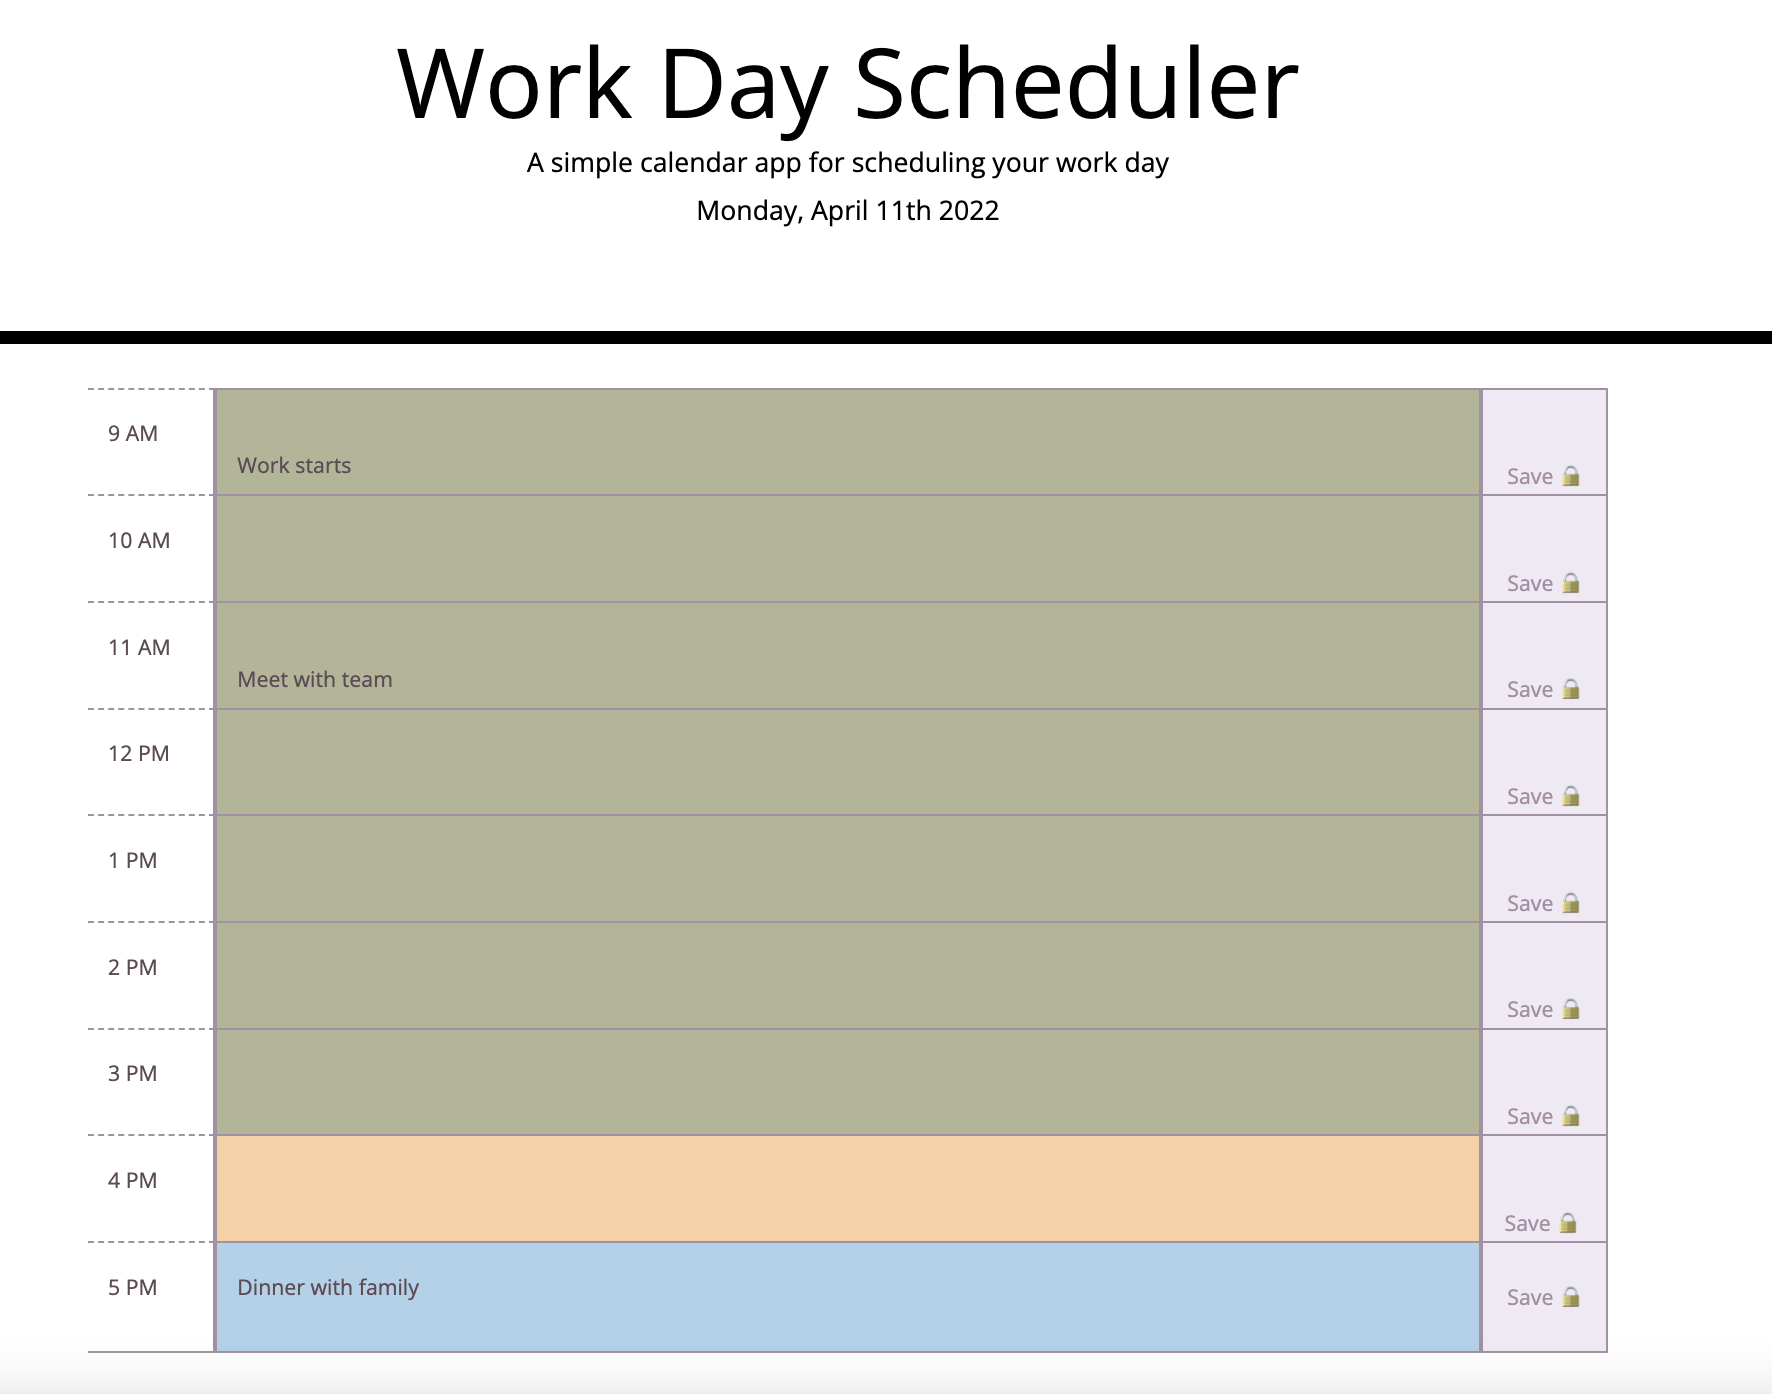 Work Day Scheduler
A simple calendar app for scheduling your work day
Monday, April 11th 2022
9 AM
Work starts
Save 🔒
10 AM
Save 🔒
11 AM
Meet with team
Save 🔒
12 PM
Save 🔒
1 PM
Save 🔒
2 PM
Save 🔒
3 PM
Save 🔒
4 PM
Save 🔒
5 PM
Dinner with family
Save 🔒